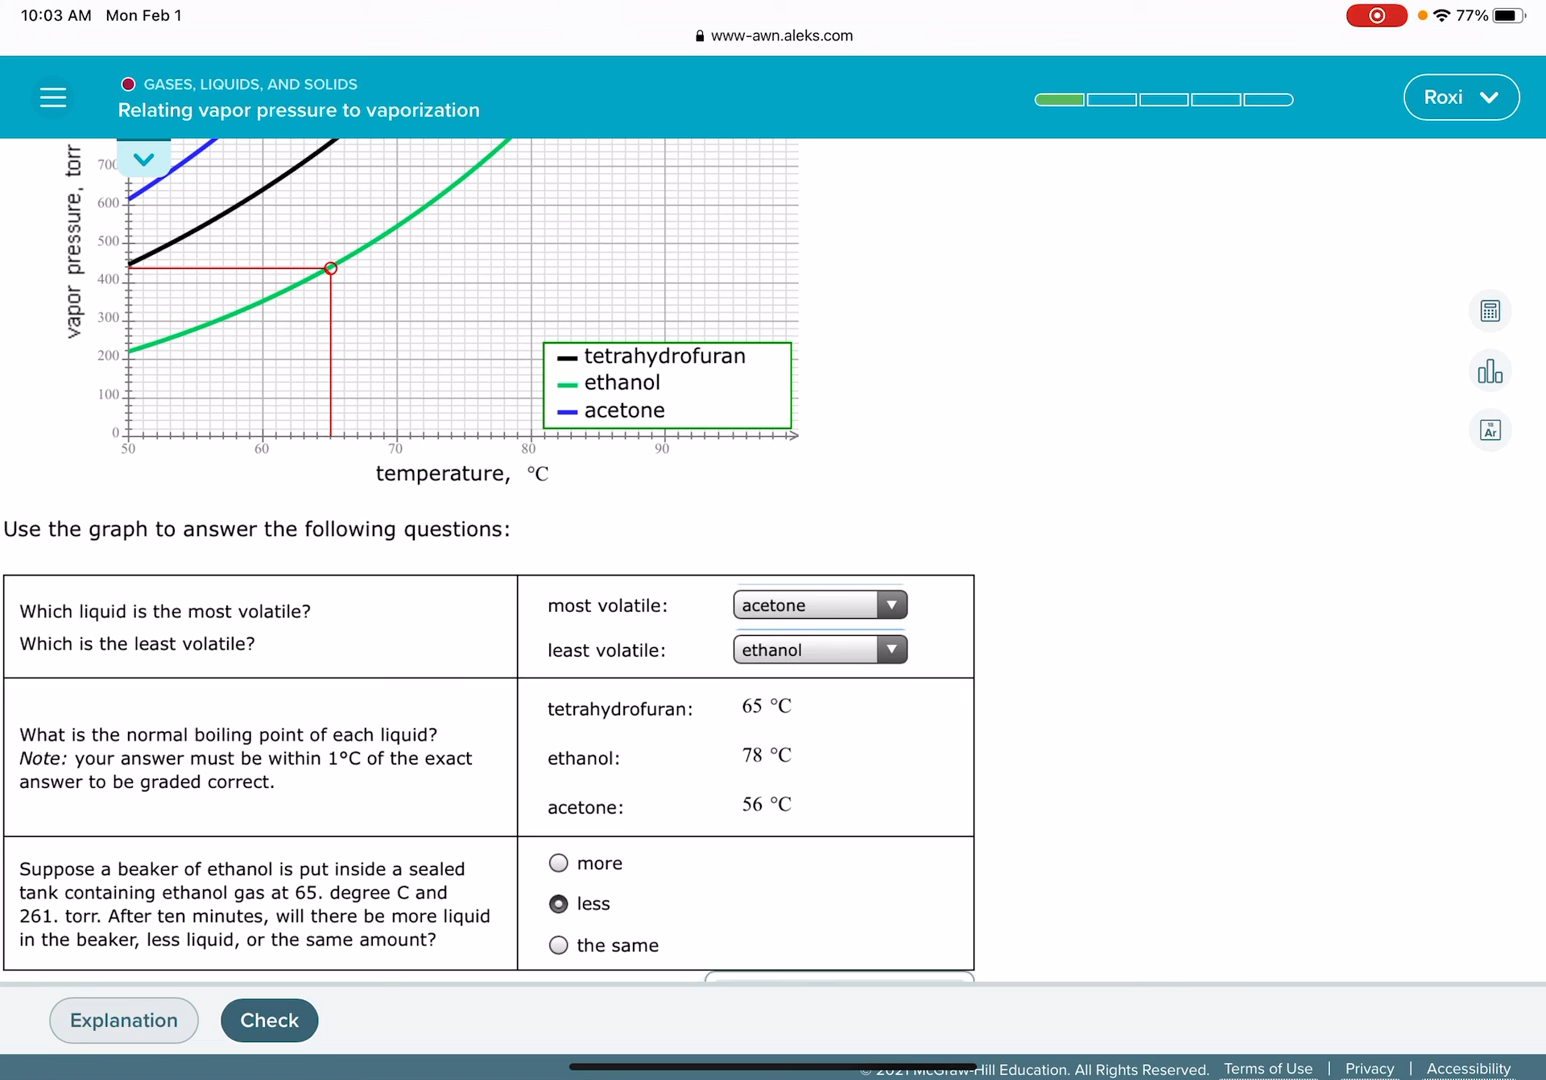 10:03 AM Mon Feb 1
77%
www-awn.aleks.com
GASES, LIQUIDS, AND SOLIDS
Relating vapor pressure to vaporization
Roxi
vapor pressure, torr
700
600
500
400
300
200
100
0
50 60 70 80 90
temperature, °C
tetrahydrofuran
ethanol
acetone
18
Ar
Use the graph to answer the following questions:
Which liquid is the most volatile?
Which is the least volatile?
most volatile: acetone
least volatile: ethanol
What is the normal boiling point of each liquid?
Note: your answer must be within 1°C of the exact
answer to be graded correct.
tetrahydrofuran: 65 °C
ethanol: 78 °C
acetone: 56 °C
Suppose a beaker of ethanol is put inside a sealed
tank containing ethanol gas at 65. degree C and
261. torr. After ten minutes, will there be more liquid
in the beaker, less liquid, or the same amount?
more
less
the same
Explanation
Check
© 2021 McGraw-Hill Education. All Rights Reserved. Terms of Use | Privacy | Accessibility